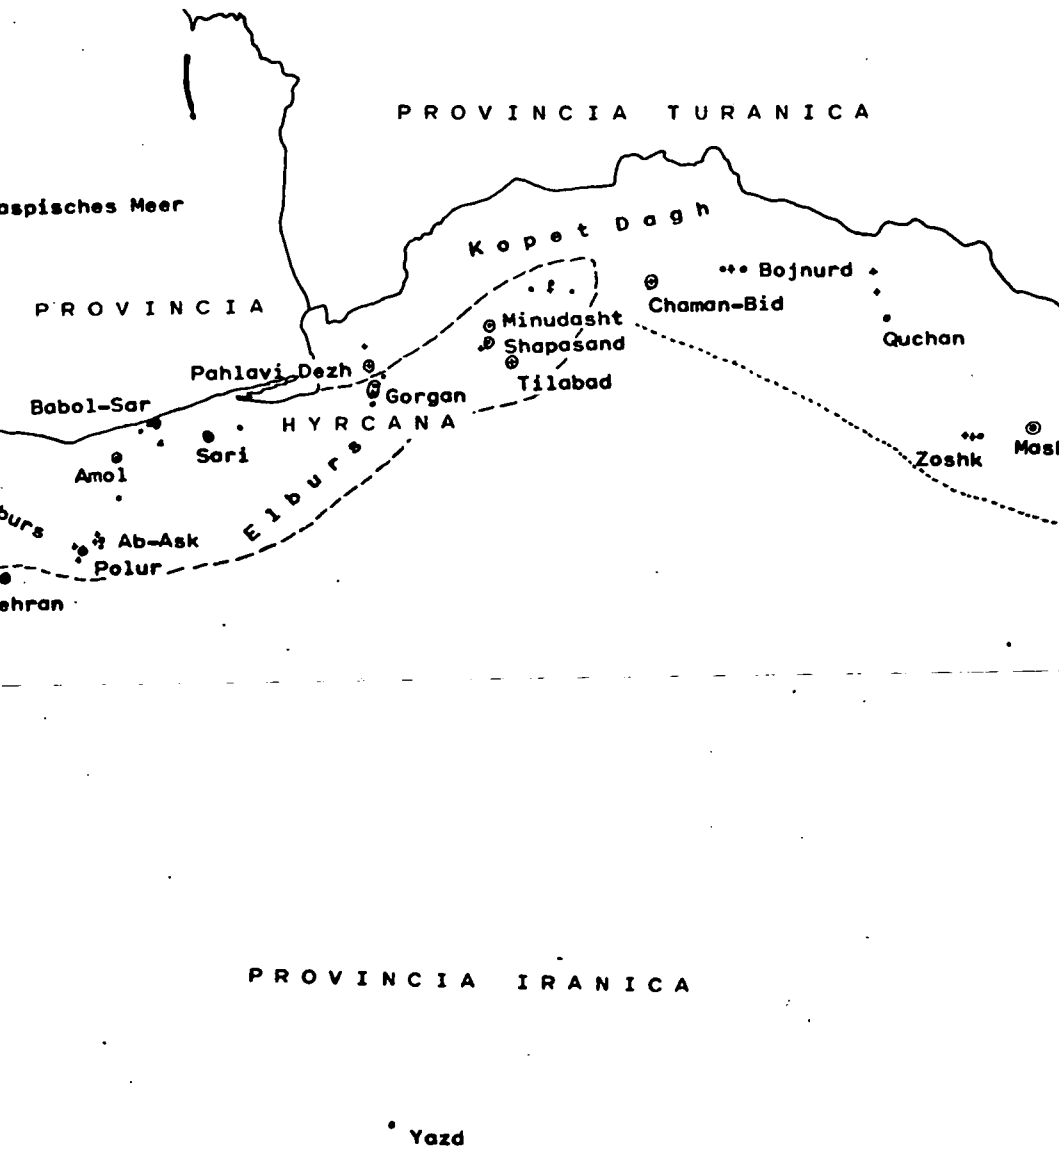 PROVINCIA TURANICA
aspisches Meer
Kopet Dagh
PROVINCIA
Bojnurd
Chaman-Bid
Minudasht
Quchan
Shapasand
Pahlavi Dezh
Tilabad
Gorgan
Babol-Sar
HYRCANA
Sari
Zoshk
Mash
Amol
Elburs
burs
Ab-Ask
Polur
ehran
PROVINCIA IRANICA
Yazd